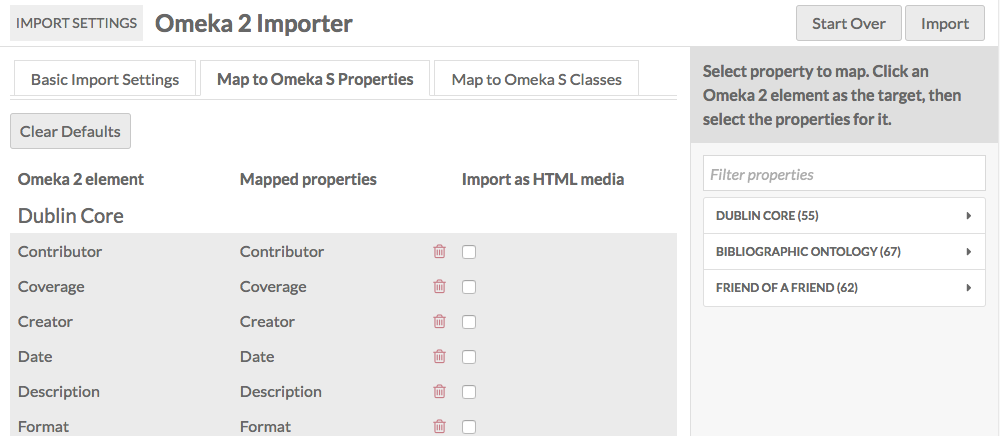 IMPORT SETTINGS Omeka 2 Importer Start Over Import
Basic Import Settings Map to Omeka S Properties Map to Omeka S Classes
Clear Defaults
Omeka 2 element Mapped properties Import as HTML media
Dublin Core
Contributor Contributor
Coverage Coverage
Creator Creator
Date Date
Description Description
Format Format
Select property to map. Click an
Omeka 2 element as the target, then
select the properties for it.
Filter properties
DUBLIN CORE (55)
BIBLIOGRAPHIC ONTOLOGY (67)
FRIEND OF A FRIEND (62)